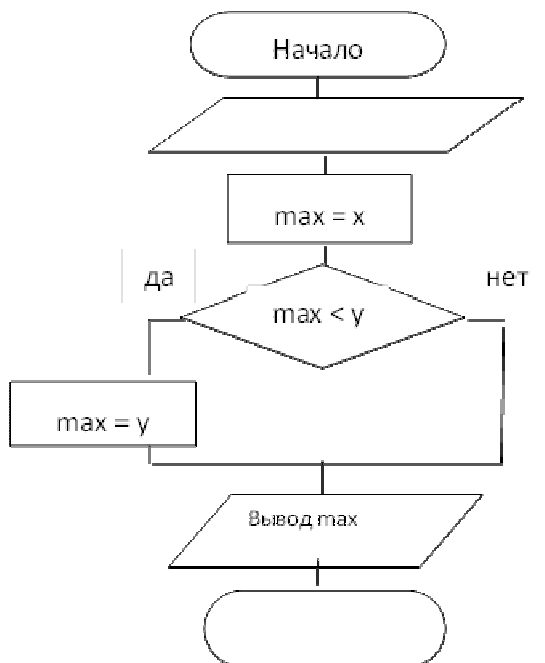 Начало
max = x
да
нет
max < y
max = y
Вывод max